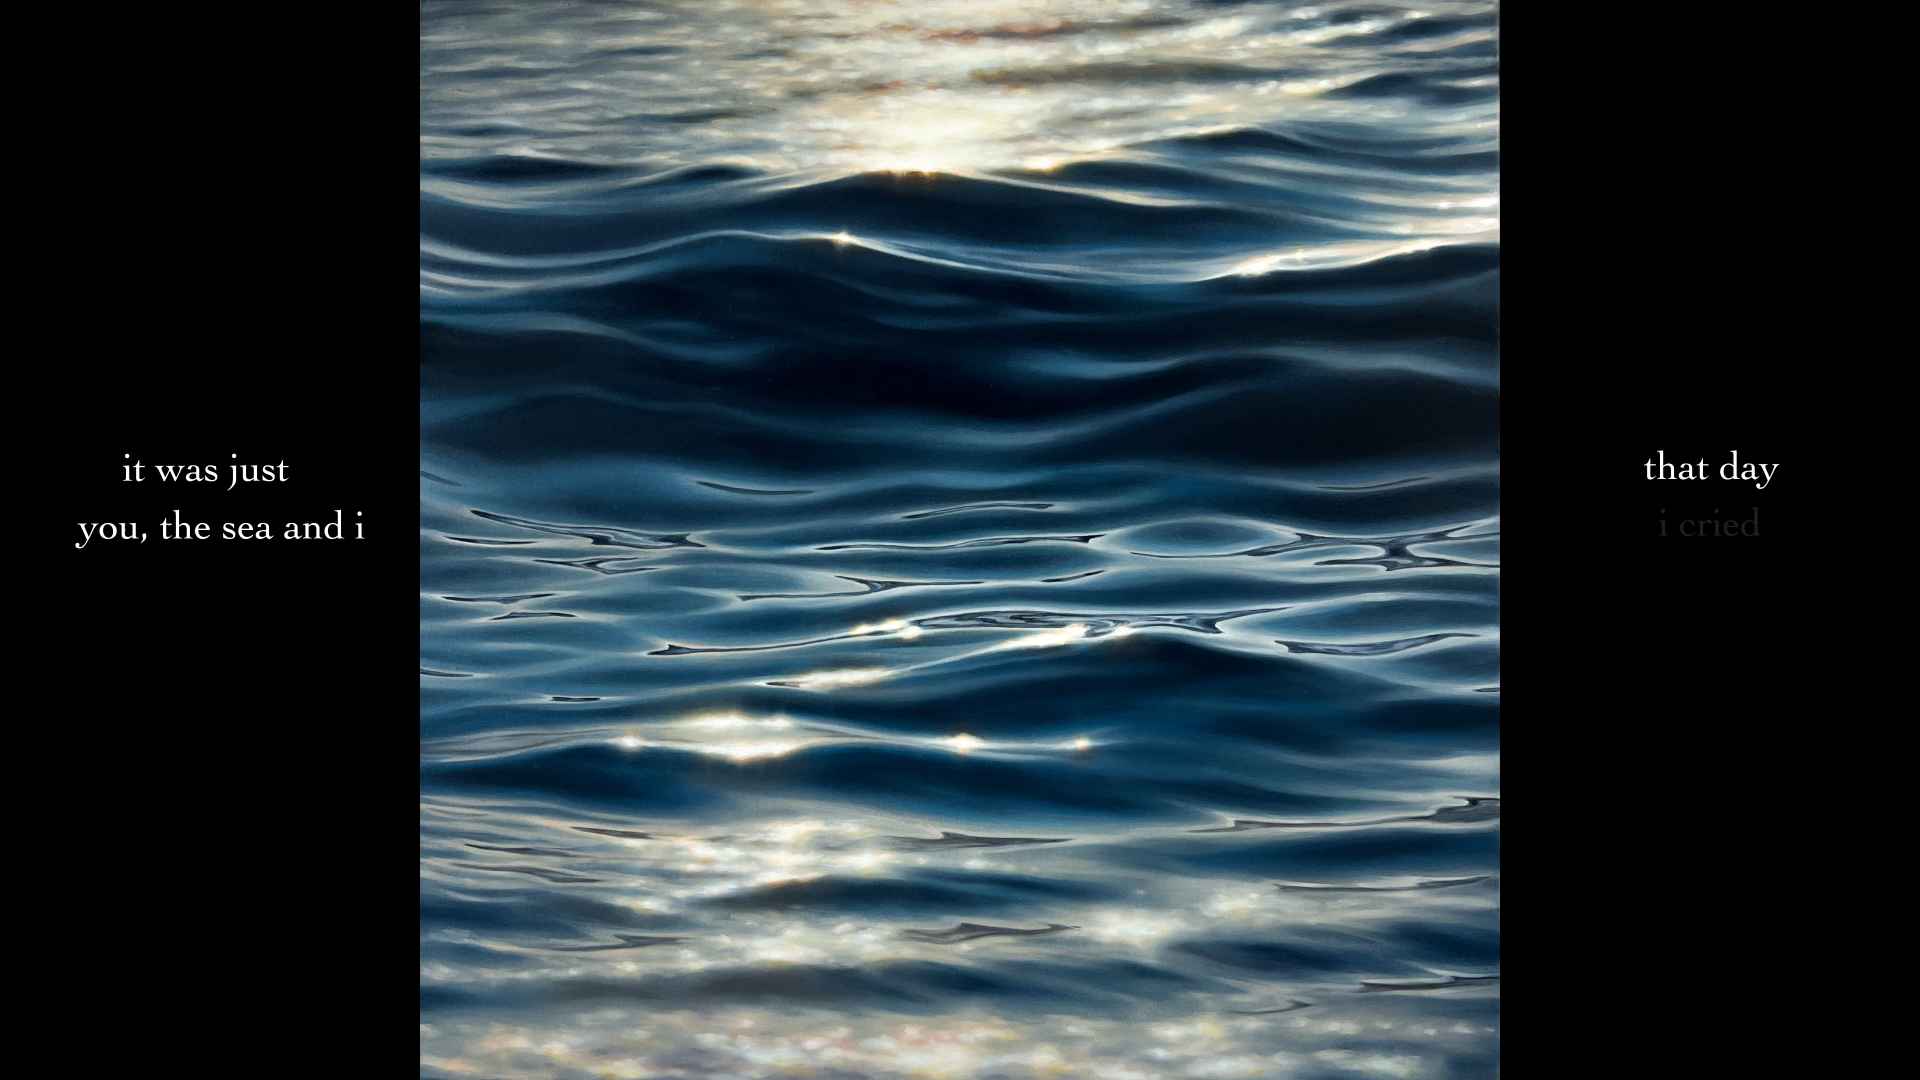 it was just
you, the sea and i
that day
i cried